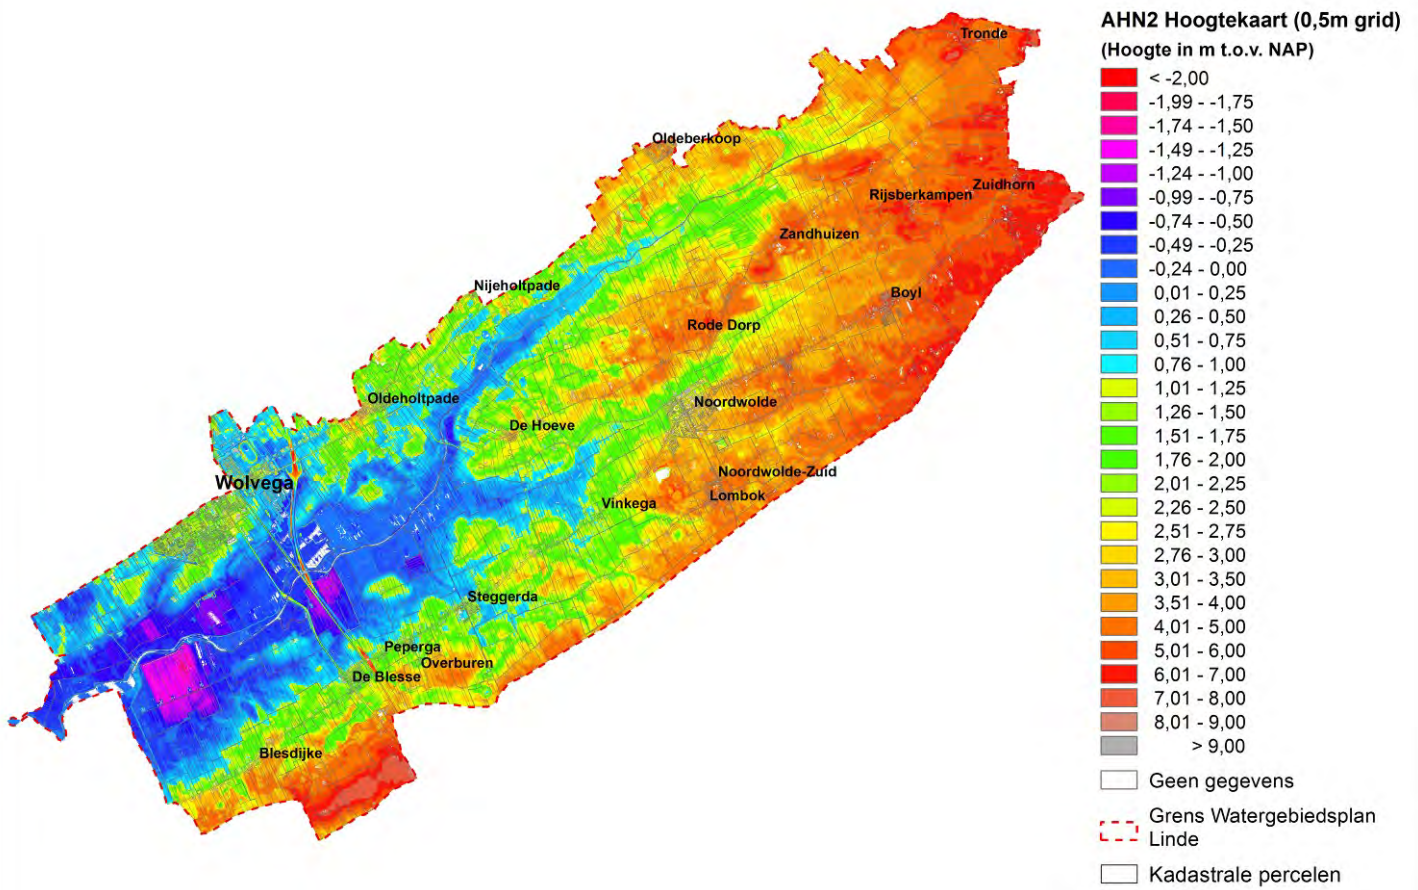 AHN2 Hoogtekaart (0,5m grid)
(Hoogte in m t.o.v. NAP)
< -2,00
-1,99 - -1,75
-1,74 - -1,50
-1,49 - -1,25
-1,24 - -1,00
-0,99 - -0,75
-0,74 - -0,50
-0,49 - -0,25
-0,24 - 0,00
0,01 - 0,25
0,26 - 0,50
0,51 - 0,75
0,76 - 1,00
1,01 - 1,25
1,26 - 1,50
1,51 - 1,75
1,76 - 2,00
2,01 - 2,25
2,26 - 2,50
2,51 - 2,75
2,76 - 3,00
3,01 - 3,50
3,51 - 4,00
4,01 - 5,00
5,01 - 6,00
6,01 - 7,00
7,01 - 8,00
8,01 - 9,00
> 9,00
Geen gegevens
Grens Watergebiedsplan
Linde
Kadastrale percelen
Tronde
Oldeberkoop
Zuidhorn
Rijsberkampen
Zandhuizen
Nijeholtpade
Boyl
Rode Dorp
Oldeholtpade
Noordwolde
De Hoeve
Noordwolde-Zuid
Wolvega
Lombok
Vinkega
Steggerda
Peperga
Overburen
De Blesse
Blesdijke